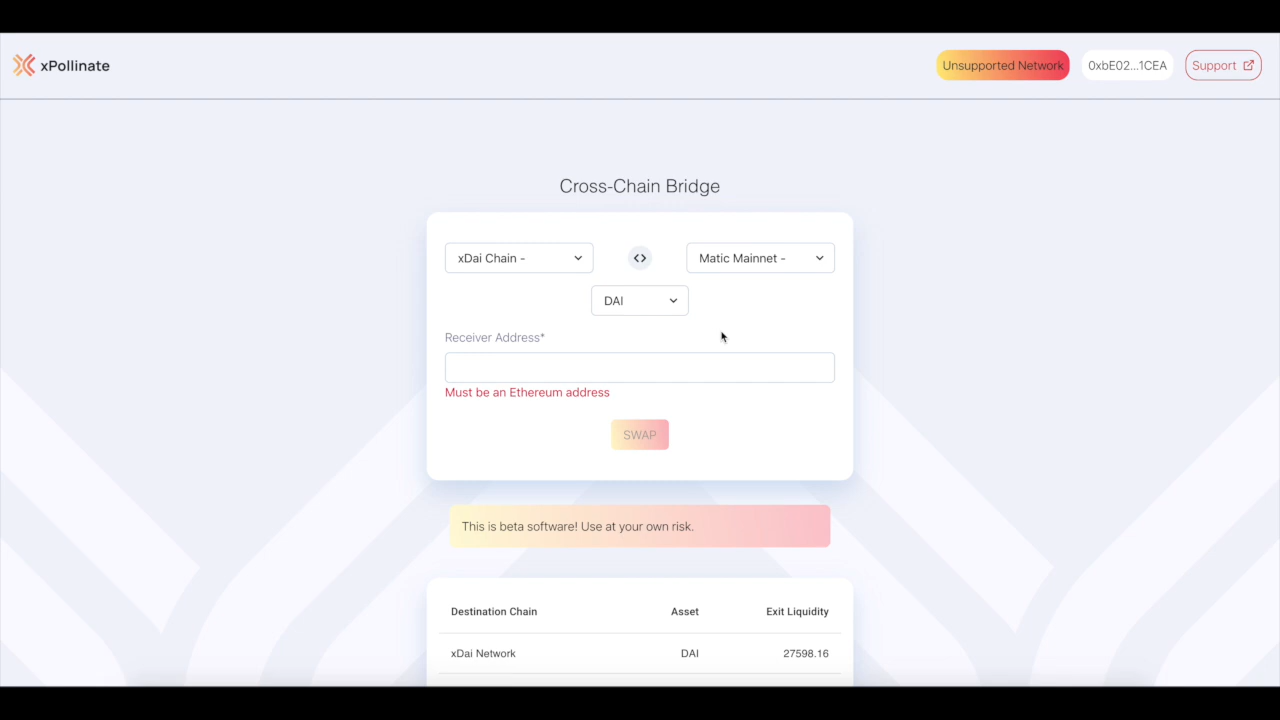 xPollinate
Unsupported Network
0xbE02...1CEA
Support
Cross-Chain Bridge
xDai Chain -
Matic Mainnet -
DAI
Receiver Address*
Must be an Ethereum address
SWAP
This is beta software! Use at your own risk.
Destination Chain Asset Exit Liquidity
xDai Network DAI 27598.16